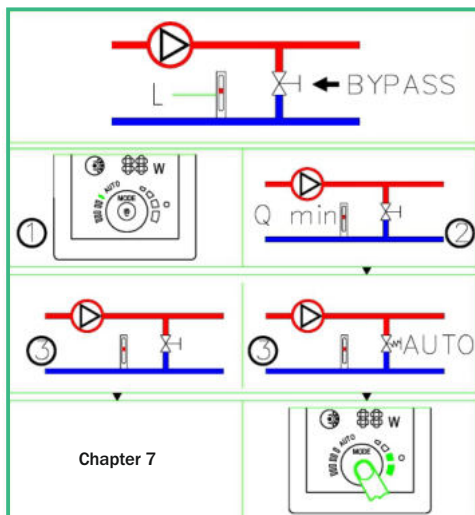 L
BYPASS
AUTO
W
MODE
1
Q min
2
3
3
AUTO
Chapter 7
AUTO
W
MODE